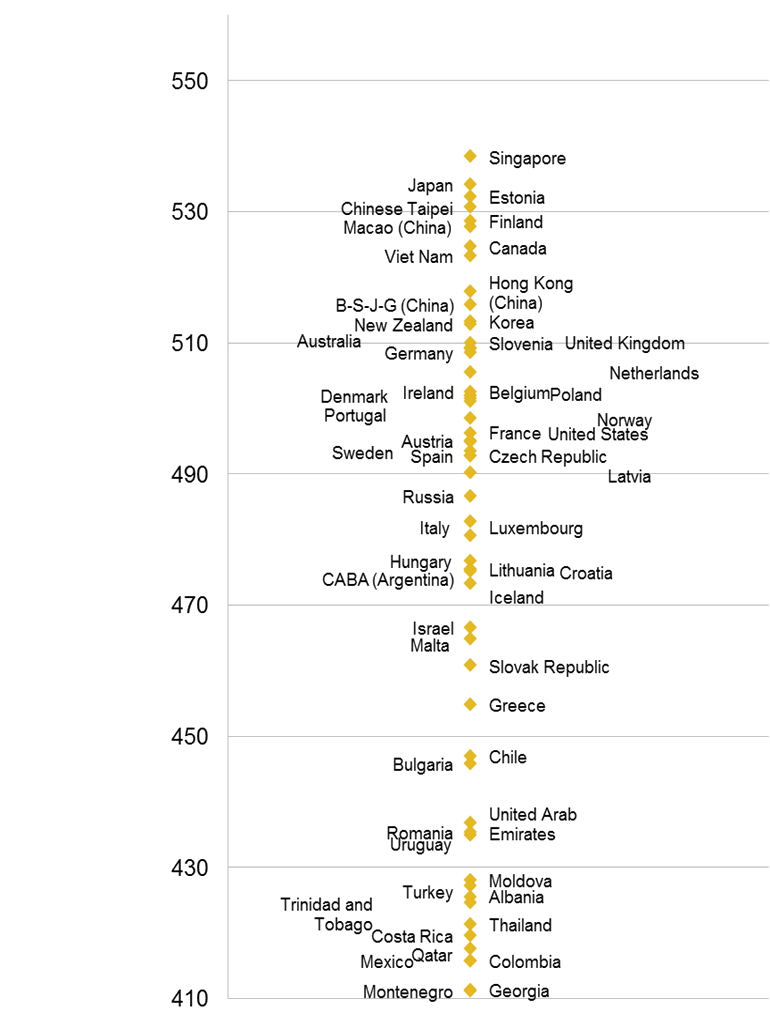 550
Singapore
Japan
Estonia
530
Chinese Taipei
Macao (China)
Finland
Canada
Viet Nam
Hong Kong
(China)
B-S-J-G (China)
New Zealand
Korea
510
Australia
Slovenia
United Kingdom
Germany
Netherlands
Denmark
Ireland
Belgium
Poland
Portugal
Norway
France
United States
Austria
Sweden
Spain
Czech Republic
490
Latvia
Russia
Italy
Luxembourg
Hungary
Lithuania
Croatia
CABA (Argentina)
Iceland
470
Israel
Malta
Slovak Republic
Greece
450
Chile
Bulgaria
United Arab
Emirates
Romania
Uruguay
430
Moldova
Turkey
Albania
Trinidad and
Tobago
Thailand
Costa Rica
Qatar
Mexico
Colombia
Montenegro
Georgia
410